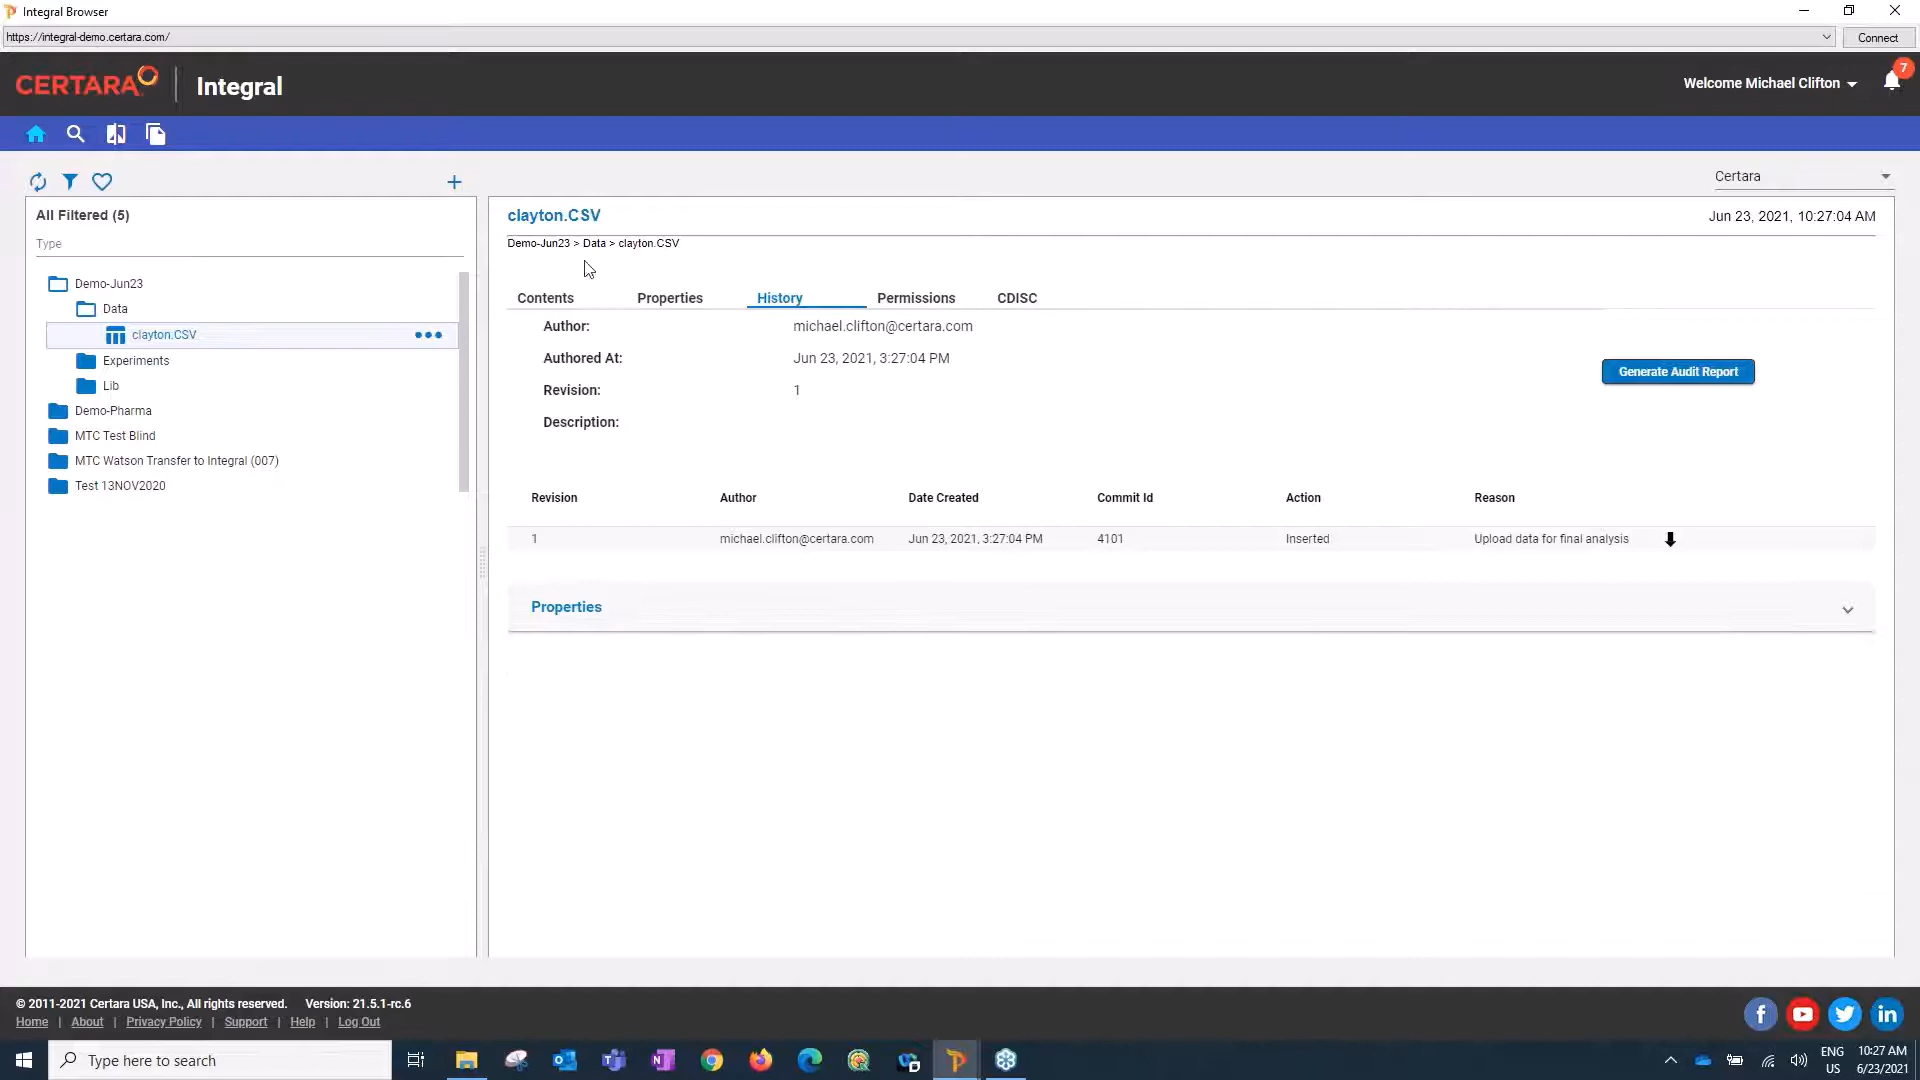 Integral Browser
https://integral-demo.certara.com/
Connect
CERTARA
Integral
Welcome Michael Clifton
7
Certara
All Filtered (5)
Type
Demo-Jun23
Data
clayton.CSV
Experiments
Lib
Demo-Pharma
MTC Test Blind
MTC Watson Transfer to Integral (007)
Test 13NOV2020
clayton.CSV
Jun 23, 2021, 10:27:04 AM
Demo-Jun23 > Data > clayton.CSV
Contents Properties History Permissions CDISC
Author: michael.clifton@certara.com
Authored At: Jun 23, 2021, 3:27:04 PM
Revision: 1
Description:
Generate Audit Report
Revision Author Date Created Commit Id Action Reason
1 michael.clifton@certara.com Jun 23, 2021, 3:27:04 PM 4101 Inserted Upload data for final analysis
Properties
© 2011-2021 Certara USA, Inc., All rights reserved. Version: 21.5.1-rc.6
Home | About | Privacy Policy | Support | Help | Log Out
Type here to search
ENG
US
10:27 AM
6/23/2021